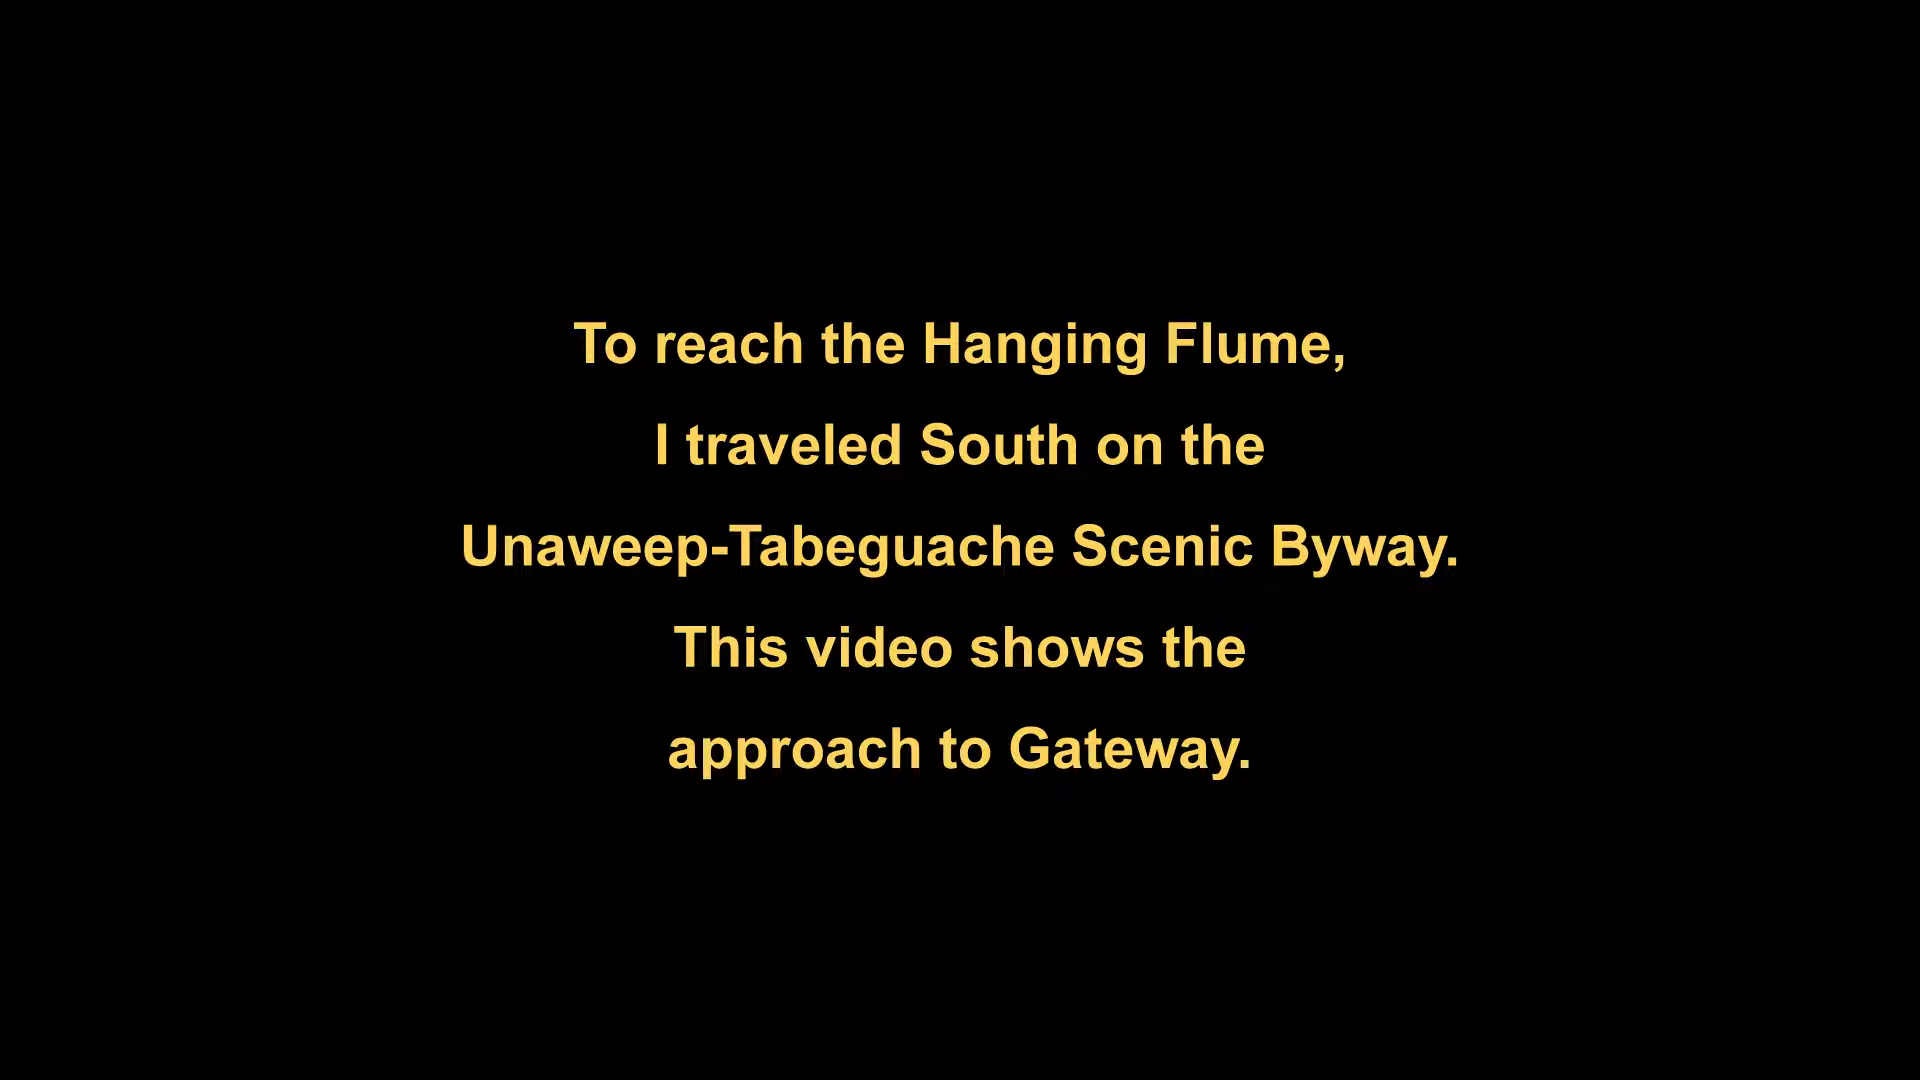 To reach the Hanging Flume,
I traveled South on the
Unaweep-Tabeguache Scenic Byway.
This video shows the
approach to Gateway.